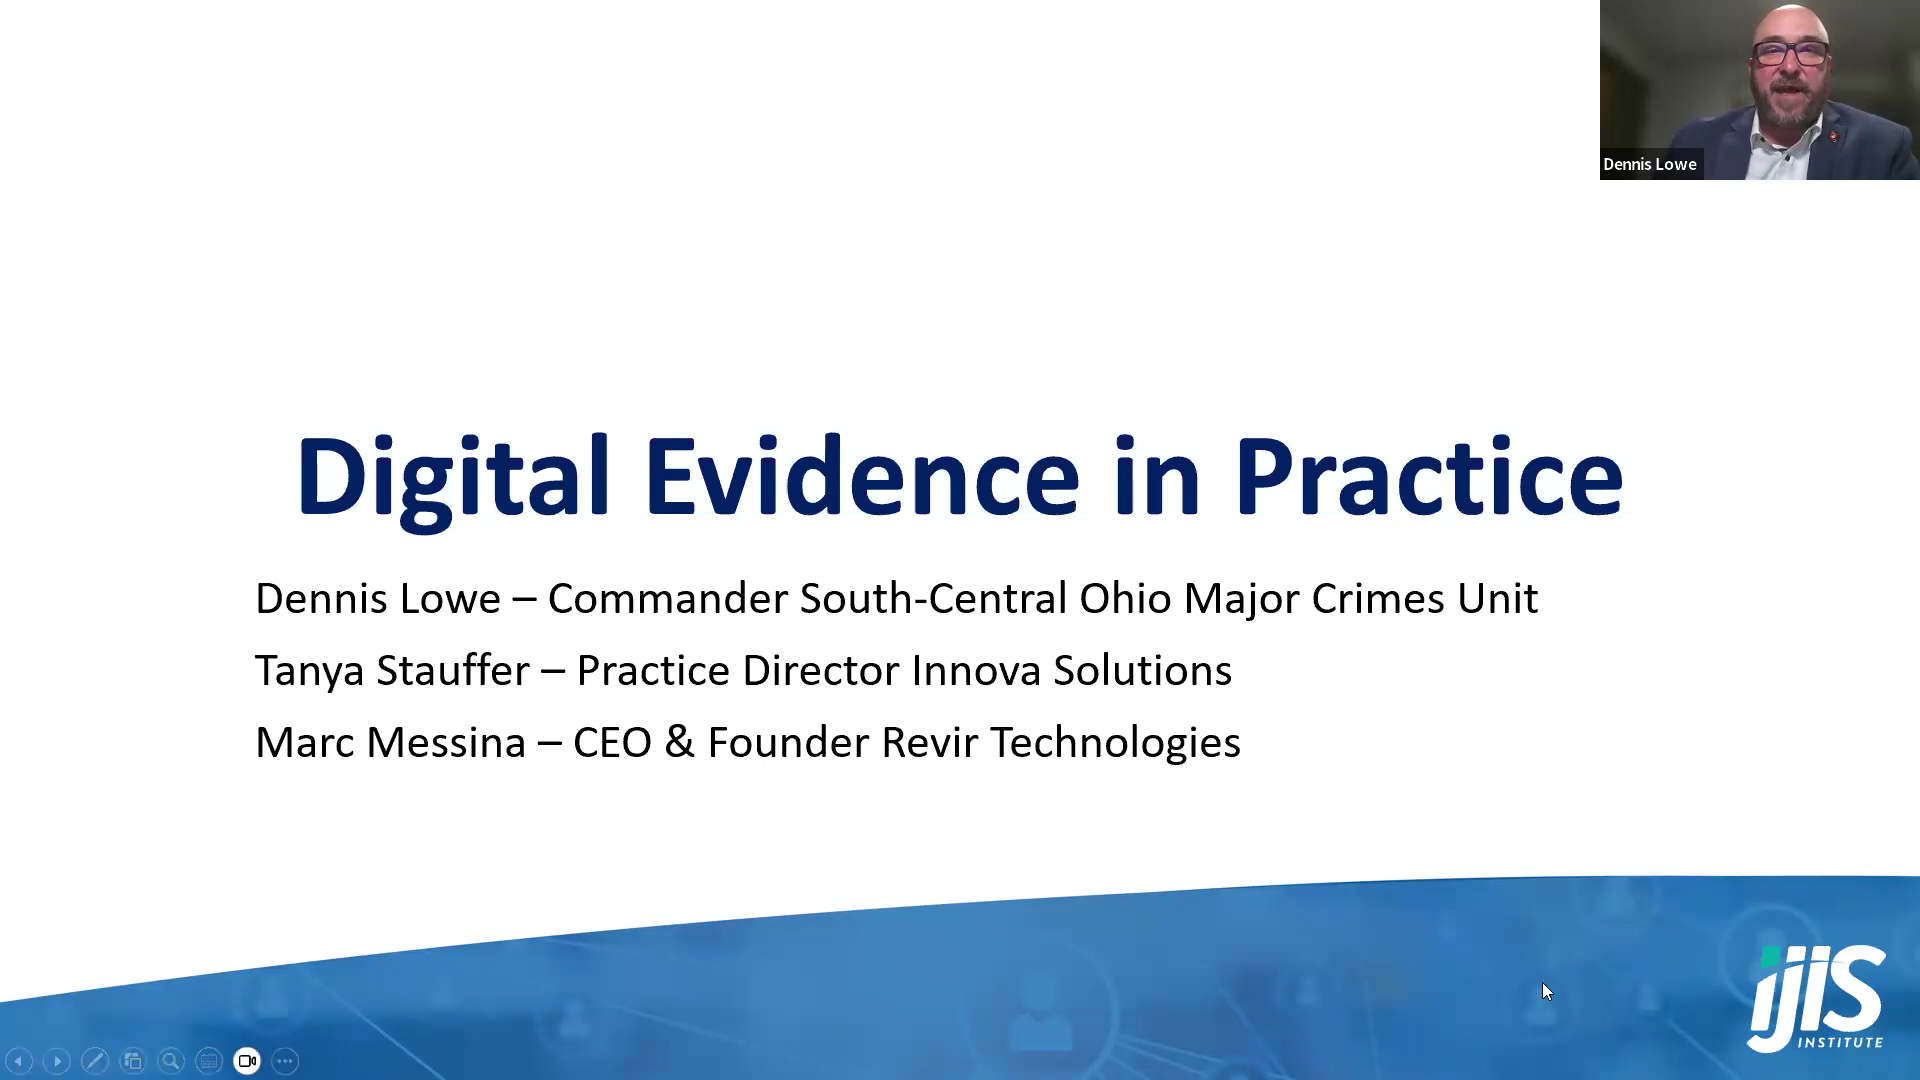 Dennis Lowe
Digital Evidence in Practice
Dennis Lowe – Commander South-Central Ohio Major Crimes Unit
Tanya Stauffer – Practice Director Innova Solutions
Marc Messina – CEO & Founder Revir Technologies
IJIS
INSTITUTE